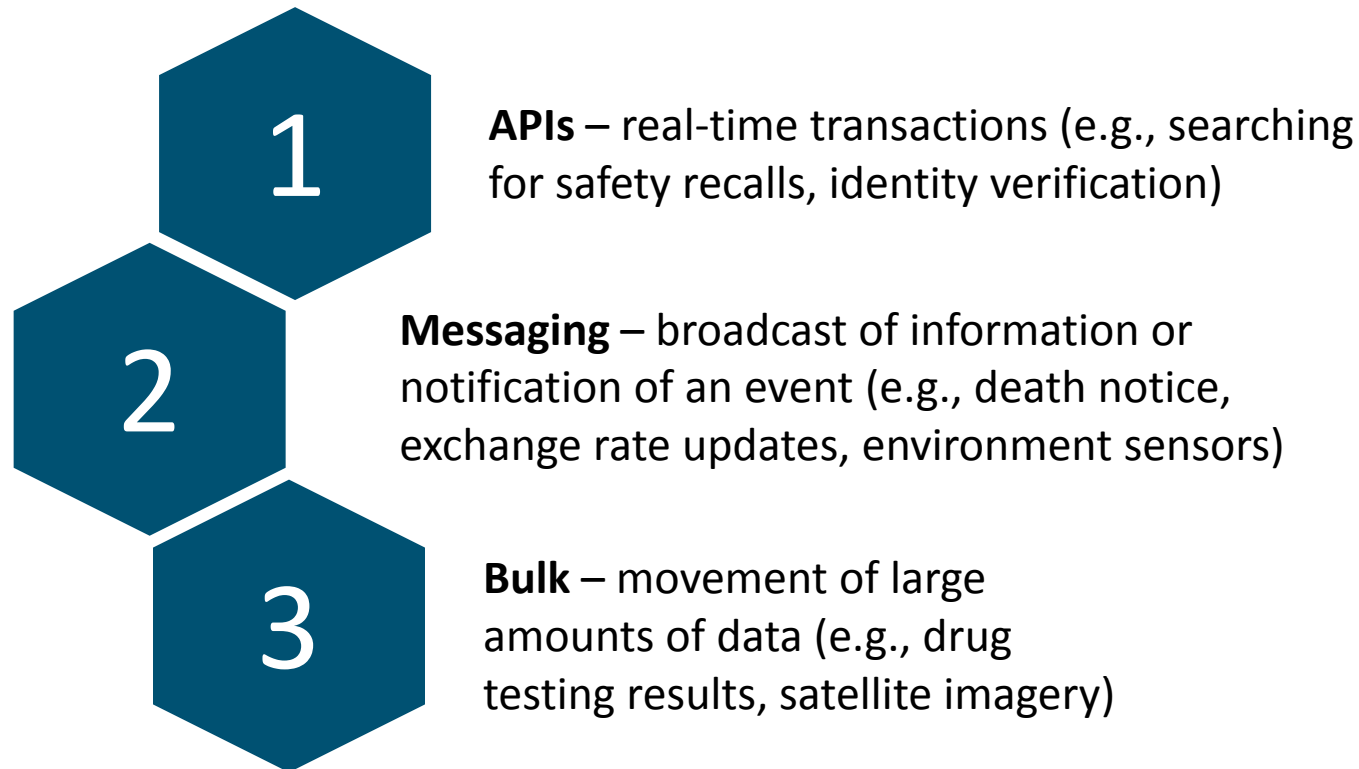 1
APIs – real-time transactions (e.g., searching
for safety recalls, identity verification)
2
Messaging – broadcast of information or
notification of an event (e.g., death notice,
exchange rate updates, environment sensors)
3
Bulk – movement of large
amounts of data (e.g., drug
testing results, satellite imagery)